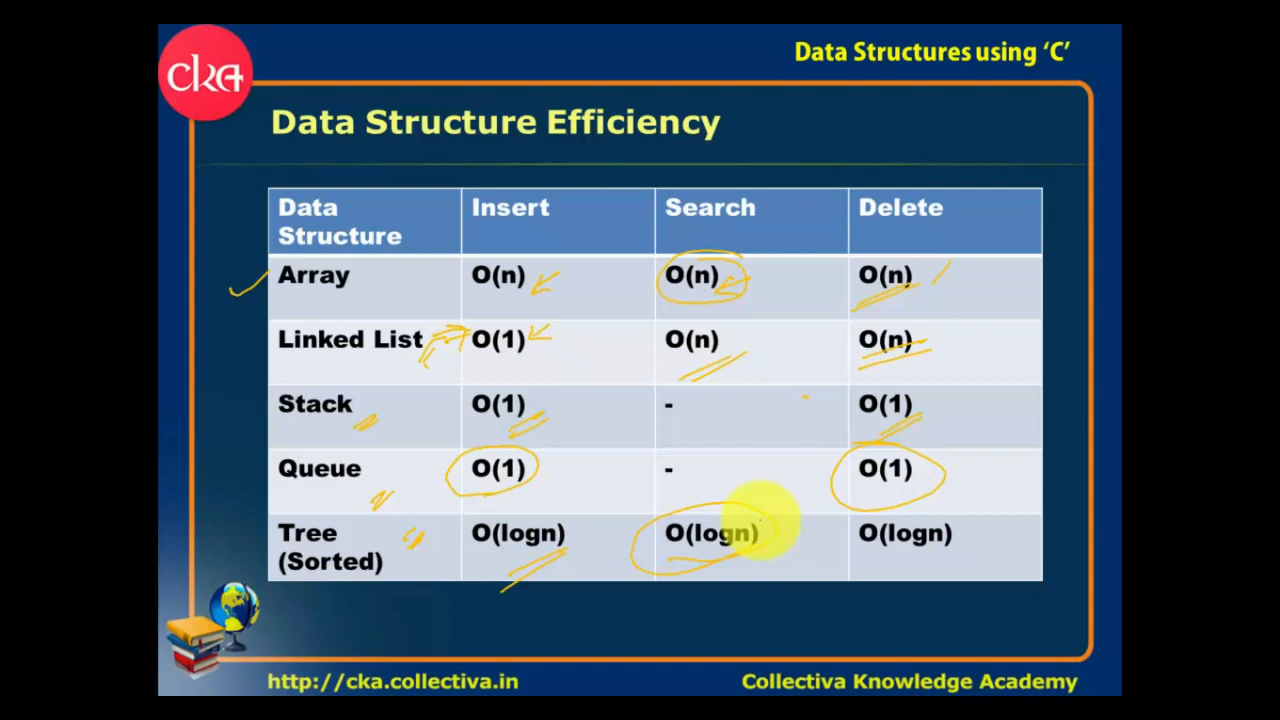 cka
Data Structures using ‘C’
Data Structure Efficiency
Data Structure Insert Search Delete
Array O(n) O(n) O(n)
Linked List O(1) O(n) O(n)
Stack O(1) - O(1)
Queue O(1) - O(1)
Tree (Sorted) O(logn) O(logn) O(logn)
http://cka.collectiva.in Collectiva Knowledge Academy